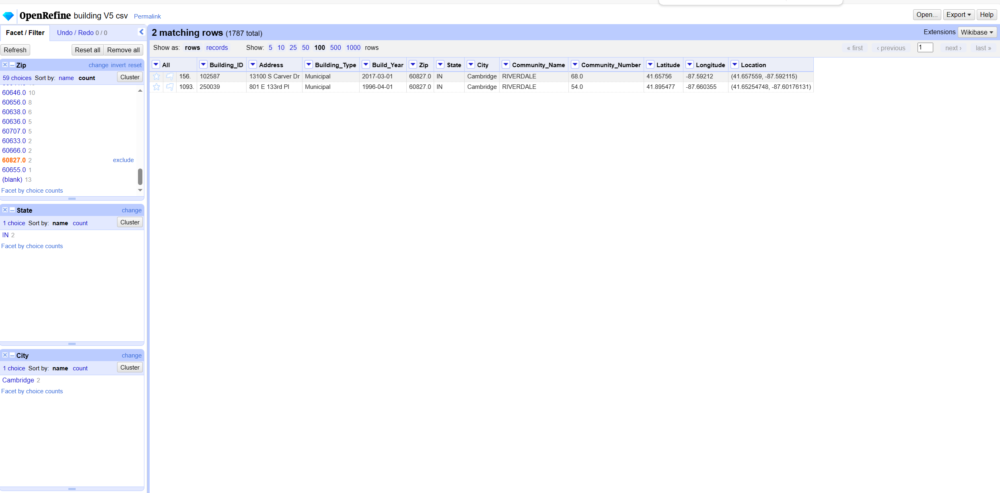 OpenRefine building V5 csv Permalink
Open... Export Help
Facet / Filter Undo / Redo 0 / 0
2 matching rows (1787 total)
Extensions Wikibase
Refresh Reset all Remove all
Show as: rows records Show: 5 10 25 50 100 500 1000 rows
« first ‹ previous 1 next › last »
Zip change invert reset
59 choices Sort by: name count Cluster
60646.0 10
60656.0 8
60638.0 6
60636.0 5
60707.0 5
60633.0 2
60666.0 2
60827.0 2 exclude
60655.0 1
(blank) 13
Facet by choice counts
State change
1 choice Sort by: name count Cluster
IN 2
Facet by choice counts
City change
1 choice Sort by: name count Cluster
Cambridge 2
Facet by choice counts
All Building_ID Address Building_Type Build_Year Zip State City Community_Name Community_Number Latitude Longitude Location
156. 102587 13100 S Carver Dr Municipal 2017-03-01 60827.0 IN Cambridge RIVERDALE 68.0 41.65756 -87.59212 (41.657559, -87.592115)
1093. 250039 801 E 133rd Pl Municipal 1996-04-01 60827.0 IN Cambridge RIVERDALE 54.0 41.895477 -87.660355 (41.65254748, -87.60176131)